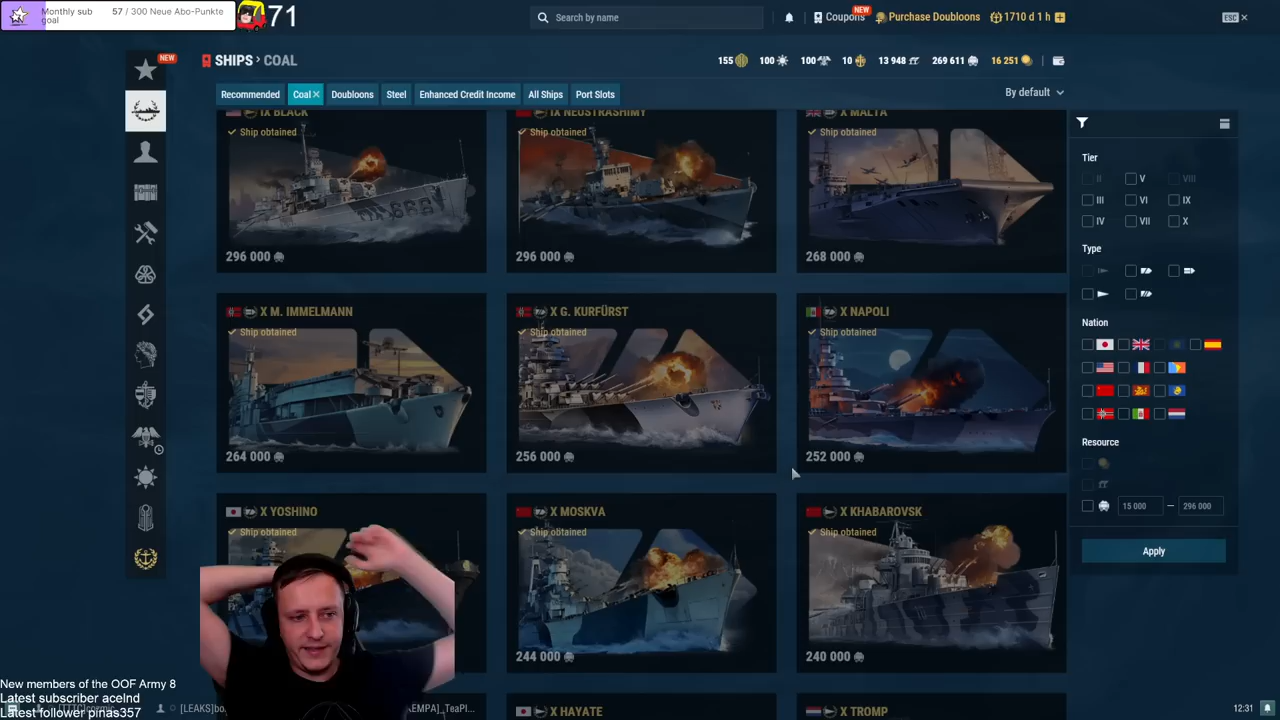 Monthly sub goal
57 / 300 Neue Abo-Punkte
71
Search by name
NEW
Coupons
Purchase Doubloons
1710 d 1 h
ESC
NEW
SHIPS › COAL
155
100
100
10
13 948
269 611
16 251
Recommended
Coal
Doubloons
Steel
Enhanced Credit Income
All Ships
Port Slots
By default
IX BLACK
Ship obtained
296 000
IX NEUSTRASHIMY
Ship obtained
296 000
X MALTA
Ship obtained
268 000
X M. IMMELMANN
Ship obtained
264 000
X G. KURFÜRST
Ship obtained
256 000
X NAPOLI
Ship obtained
252 000
X YOSHINO
Ship obtained
X MOSKVA
Ship obtained
244 000
X KHABAROVSK
Ship obtained
240 000
X HAYATE
X TROMP
Tier
II V VIII
III VI IX
IV VII X
Type
Nation
Resource
15 000 — 296 000
Apply
New members of the OOF Army 8
Latest subscriber acelnd
Latest follower pinas357
12:31